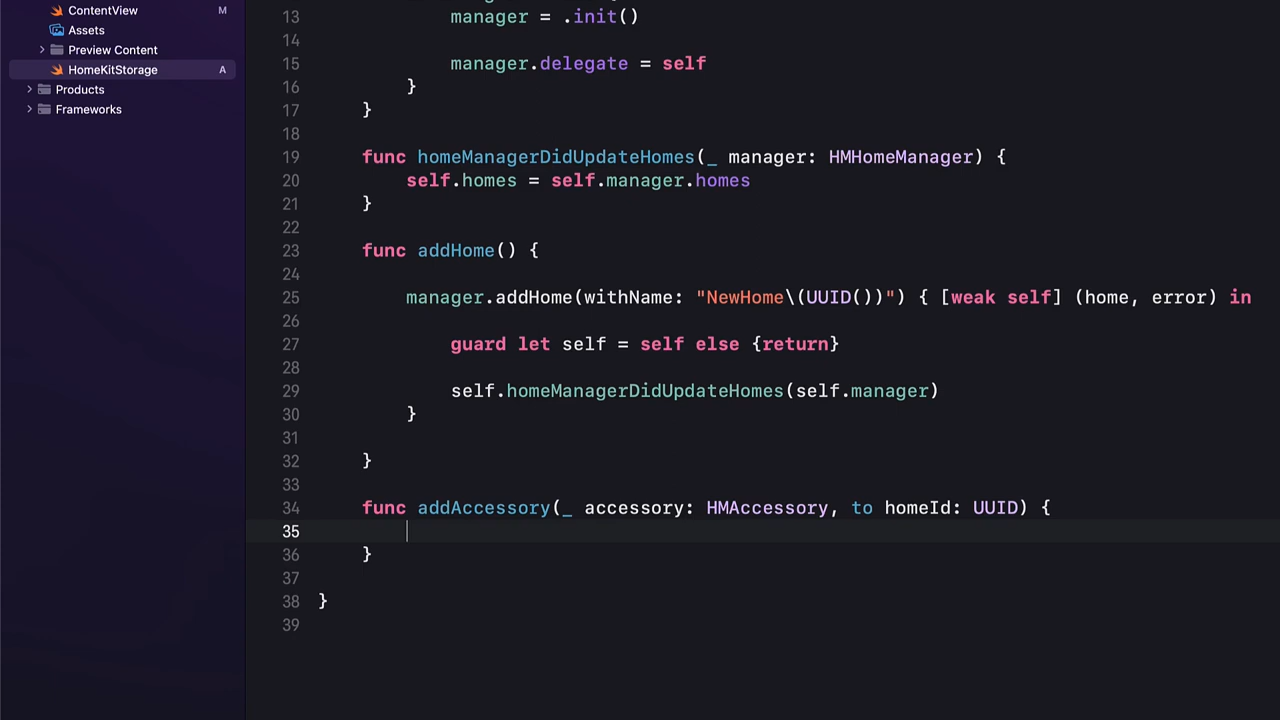 ContentView M
Assets
Preview Content
HomeKitStorage A
Products
Frameworks
13 manager = .init()
14
15 manager.delegate = self
16 }
17 }
18
19 func homeManagerDidUpdateHomes(_ manager: HMHomeManager) {
20 self.homes = self.manager.homes
21 }
22
23 func addHome() {
24
25 manager.addHome(withName: "NewHome\(UUID())") { [weak self] (home, error) in
26
27 guard let self = self else {return}
28
29 self.homeManagerDidUpdateHomes(self.manager)
30 }
31
32 }
33
34 func addAccessory(_ accessory: HMAccessory, to homeId: UUID) {
35
36 }
37
38 }
39